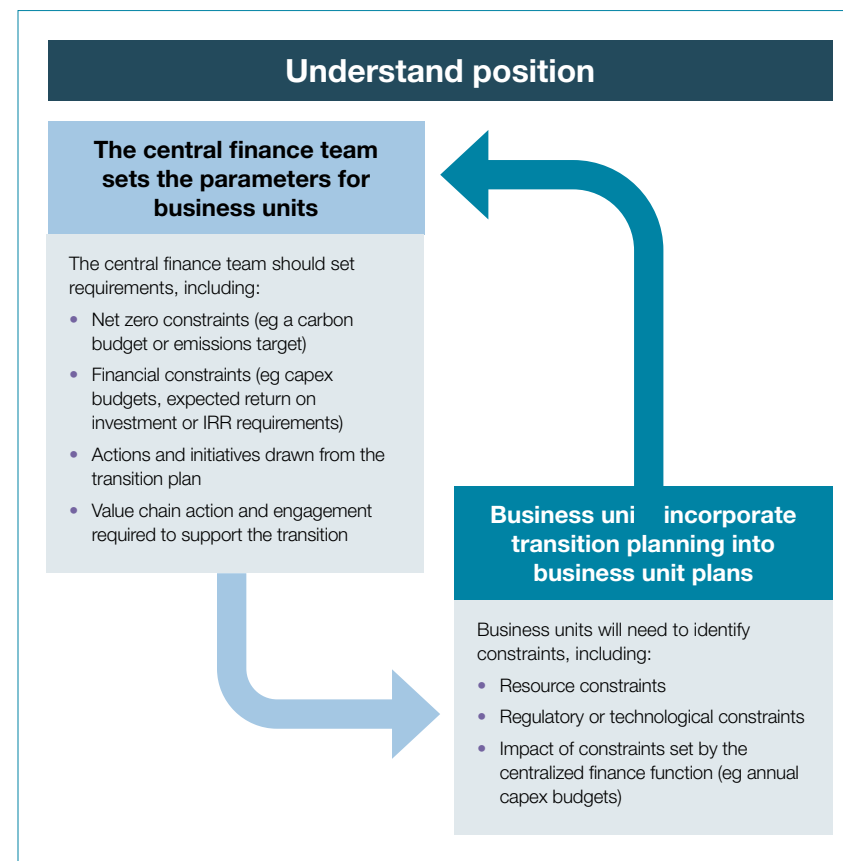 Understand position
The central finance team
sets the parameters for
business units
The central finance team should set
requirements, including:
• Net zero constraints (eg a carbon
budget or emissions target)
• Financial constraints (eg capex
budgets, expected return on
investment or IRR requirements)
• Actions and initiatives drawn from the
transition plan
• Value chain action and engagement
required to support the transition
Business uni incorporate
transition planning into
business unit plans
Business units will need to identify
constraints, including:
• Resource constraints
• Regulatory or technological constraints
• Impact of constraints set by the
centralized finance function (eg annual
capex budgets)